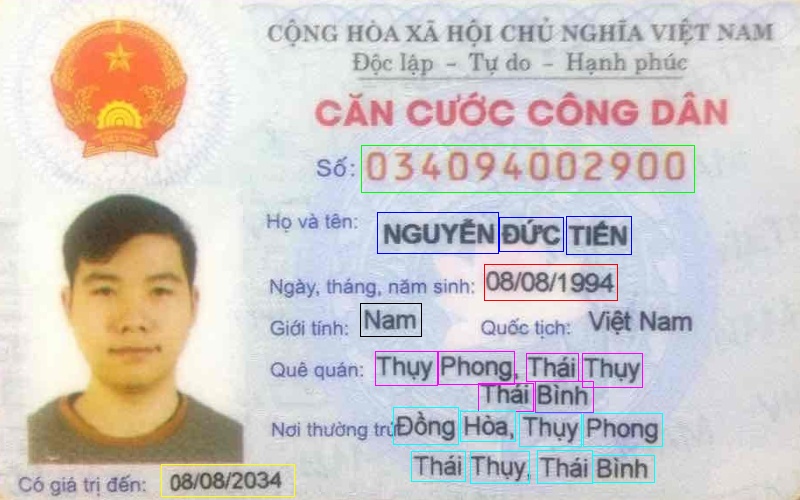 CỘNG HÒA XÃ HỘI CHỦ NGHĨA VIỆT NAM
Độc lập - Tự do - Hạnh phúc
CĂN CƯỚC CÔNG DÂN
Số: 034094002900
Họ và tên: NGUYỄN ĐỨC TIẾN
Ngày, tháng, năm sinh: 08/08/1994
Giới tính: Nam Quốc tịch: Việt Nam
Quê quán: Thụy Phong, Thái Thụy
Thái Bình
Nơi thường trú: Đồng Hòa, Thụy Phong
Thái Thụy, Thái Bình
Có giá trị đến: 08/08/2034